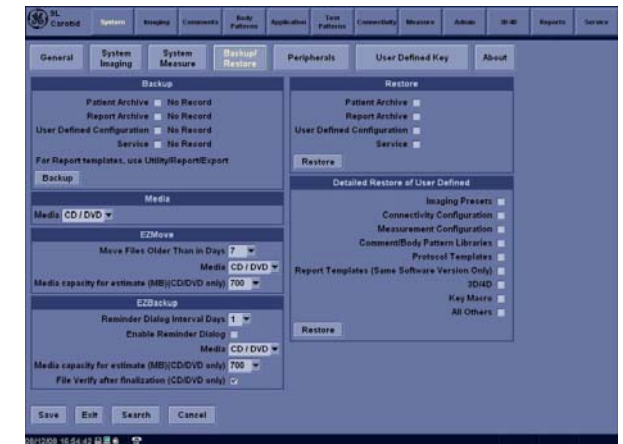 9L
Carotid
System
Imaging
Comments
Body
Patterns
Application
Test
Patterns
Connectivity
Measure
Admin
3D/4D
Reports
Service
General
System
Imaging
System
Measure
Backup/
Restore
Peripherals
User Defined Key
About
Backup
Patient Archive No Record
Report Archive No Record
User Defined Configuration No Record
Service No Record
For Report templates, use Utility/Report/Export
Backup
Media
Media CD / DVD
EZMove
Move Files Older Than in Days 7
Media CD / DVD
Media capacity for estimate (MB)(CD/DVD only) 700
EZBackup
Reminder Dialog Interval Days 1
Enable Reminder Dialog
Media CD / DVD
Media capacity for estimate (MB)(CD/DVD only) 700
File Verify after finalization (CD/DVD only)
Restore
Patient Archive
Report Archive
User Defined Configuration
Service
Restore
Detailed Restore of User Defined
Imaging Presets
Connectivity Configuration
Measurement Configuration
Comment/Body Pattern Libraries
Protocol Templates
Report Templates (Same Software Version Only)
3D/4D
Key Macro
All Others
Restore
Save Exit Search Cancel
16:54:42